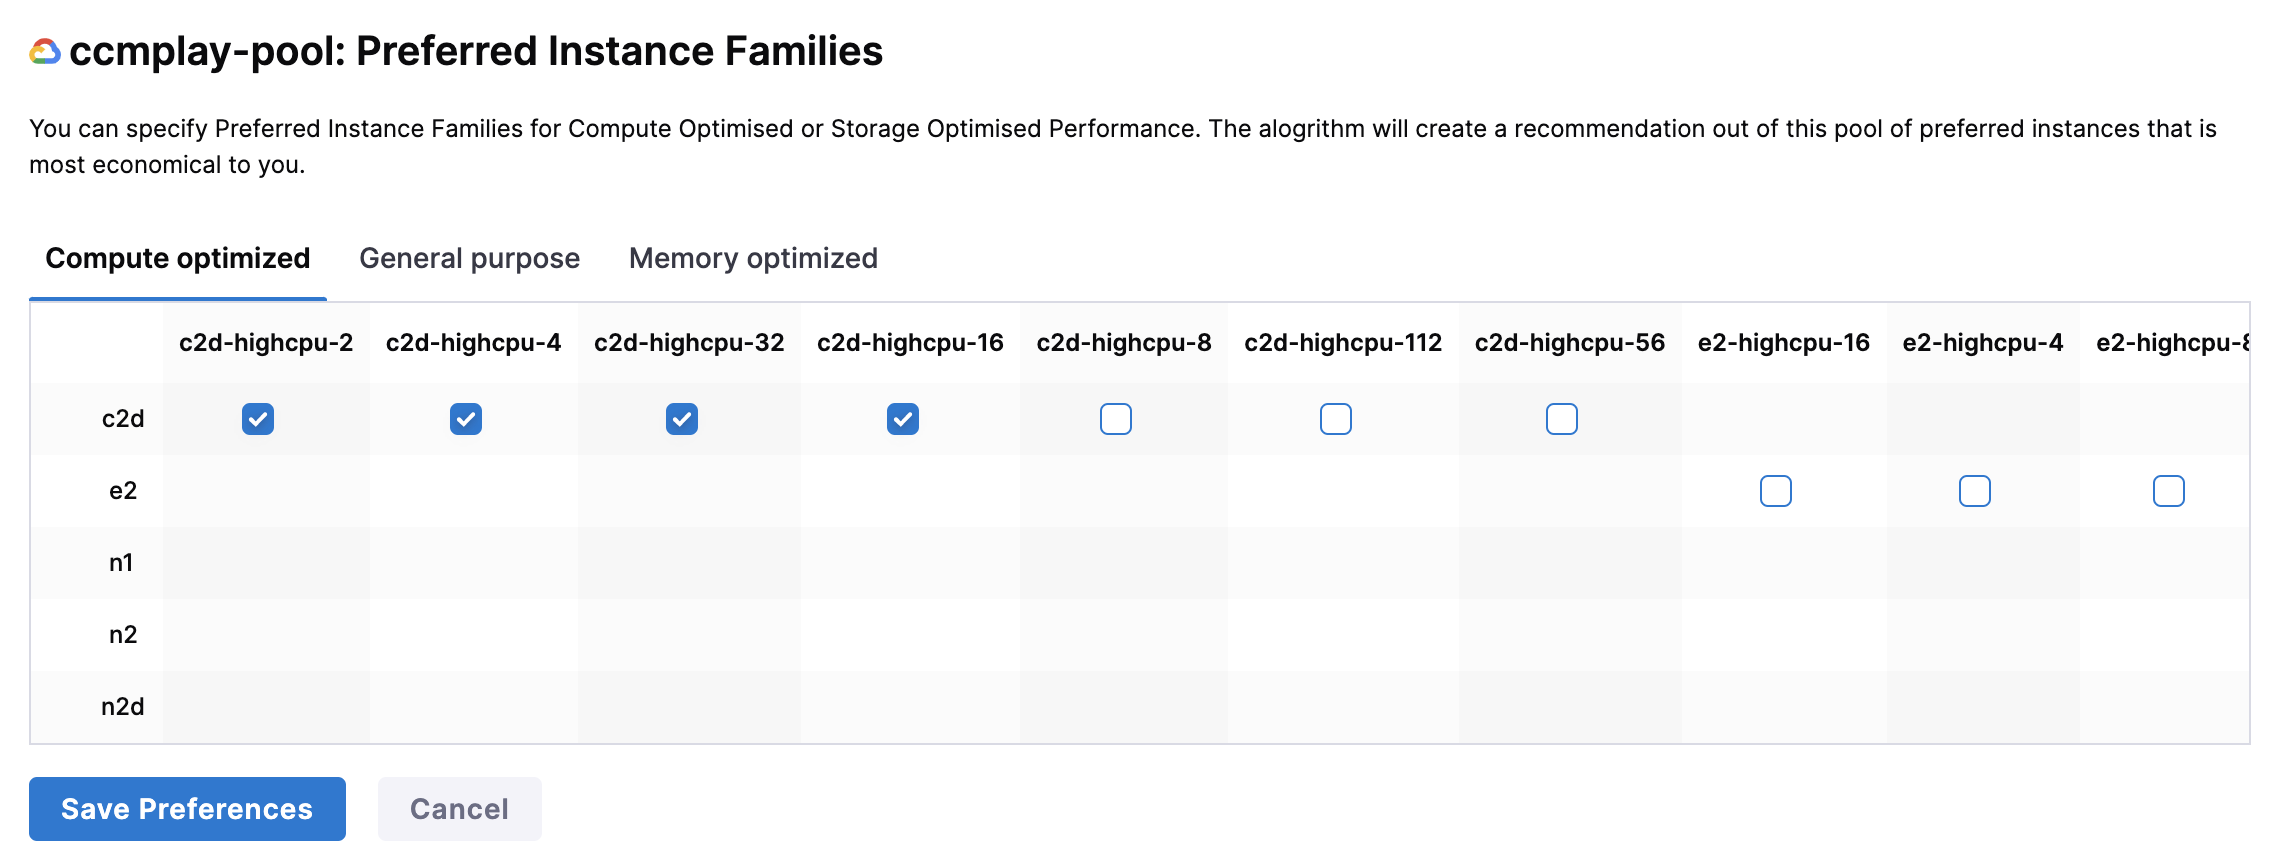 ccmplay-pool: Preferred Instance Families
You can specify Preferred Instance Families for Compute Optimised or Storage Optimised Performance. The alogrithm will create a recommendation out of this pool of preferred instances that is
most economical to you.
Compute optimized General purpose Memory optimized
c2d-highcpu-2 c2d-highcpu-4 c2d-highcpu-32 c2d-highcpu-16 c2d-highcpu-8 c2d-highcpu-112 c2d-highcpu-56 e2-highcpu-16 e2-highcpu-4 e2-highcpu-8
c2d
e2
n1
n2
n2d
Save Preferences Cancel